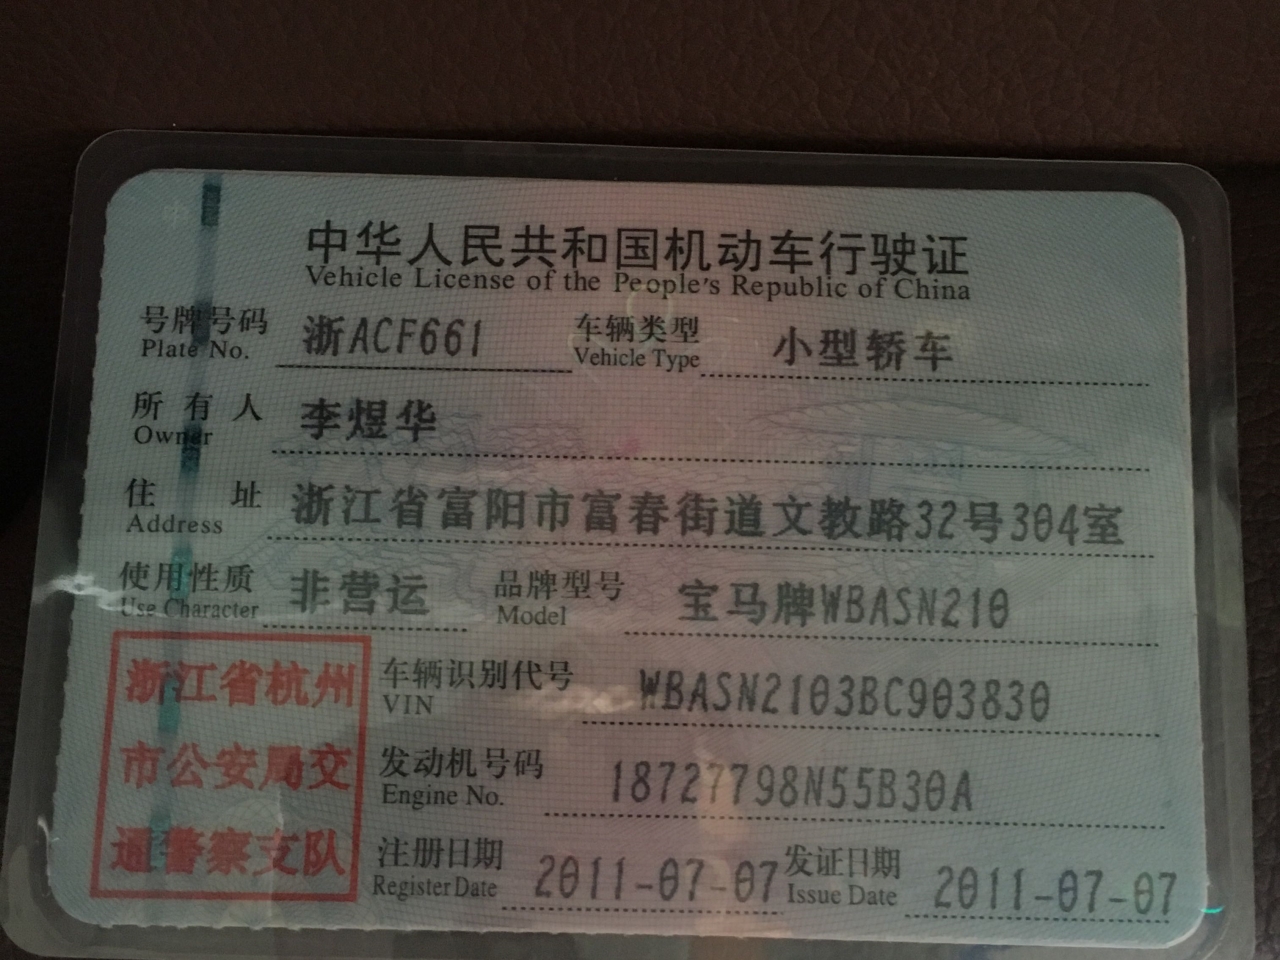 中华人民共和国机动车行驶证
Vehicle License of the People's Republic of China
号牌号码 浙ACF661 车辆类型 小型轿车
Plate No. Vehicle Type
所有人 李煜华
Owner
住址 浙江省富阳市富春街道文教路32号304室
Address
使用性质 非营运 品牌型号 宝马牌WBASN210
Use Character Model
浙江省杭州
市公安局交
通警察支队
车辆识别代号 WBASN2103BC903830
VIN
发动机号码 18727798N55B30A
Engine No.
注册日期 2011-07-07 发证日期 2011-07-07
Register Date Issue Date